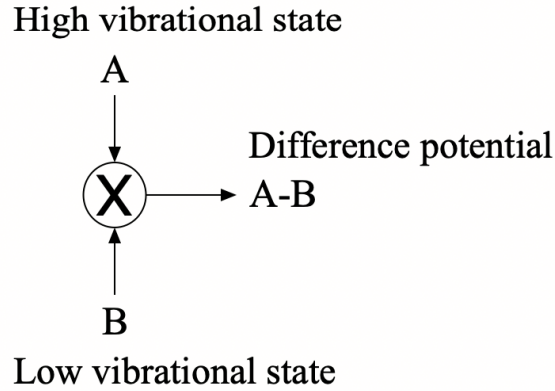 High vibrational state
A
Difference potential
X
A-B
B
Low vibrational state